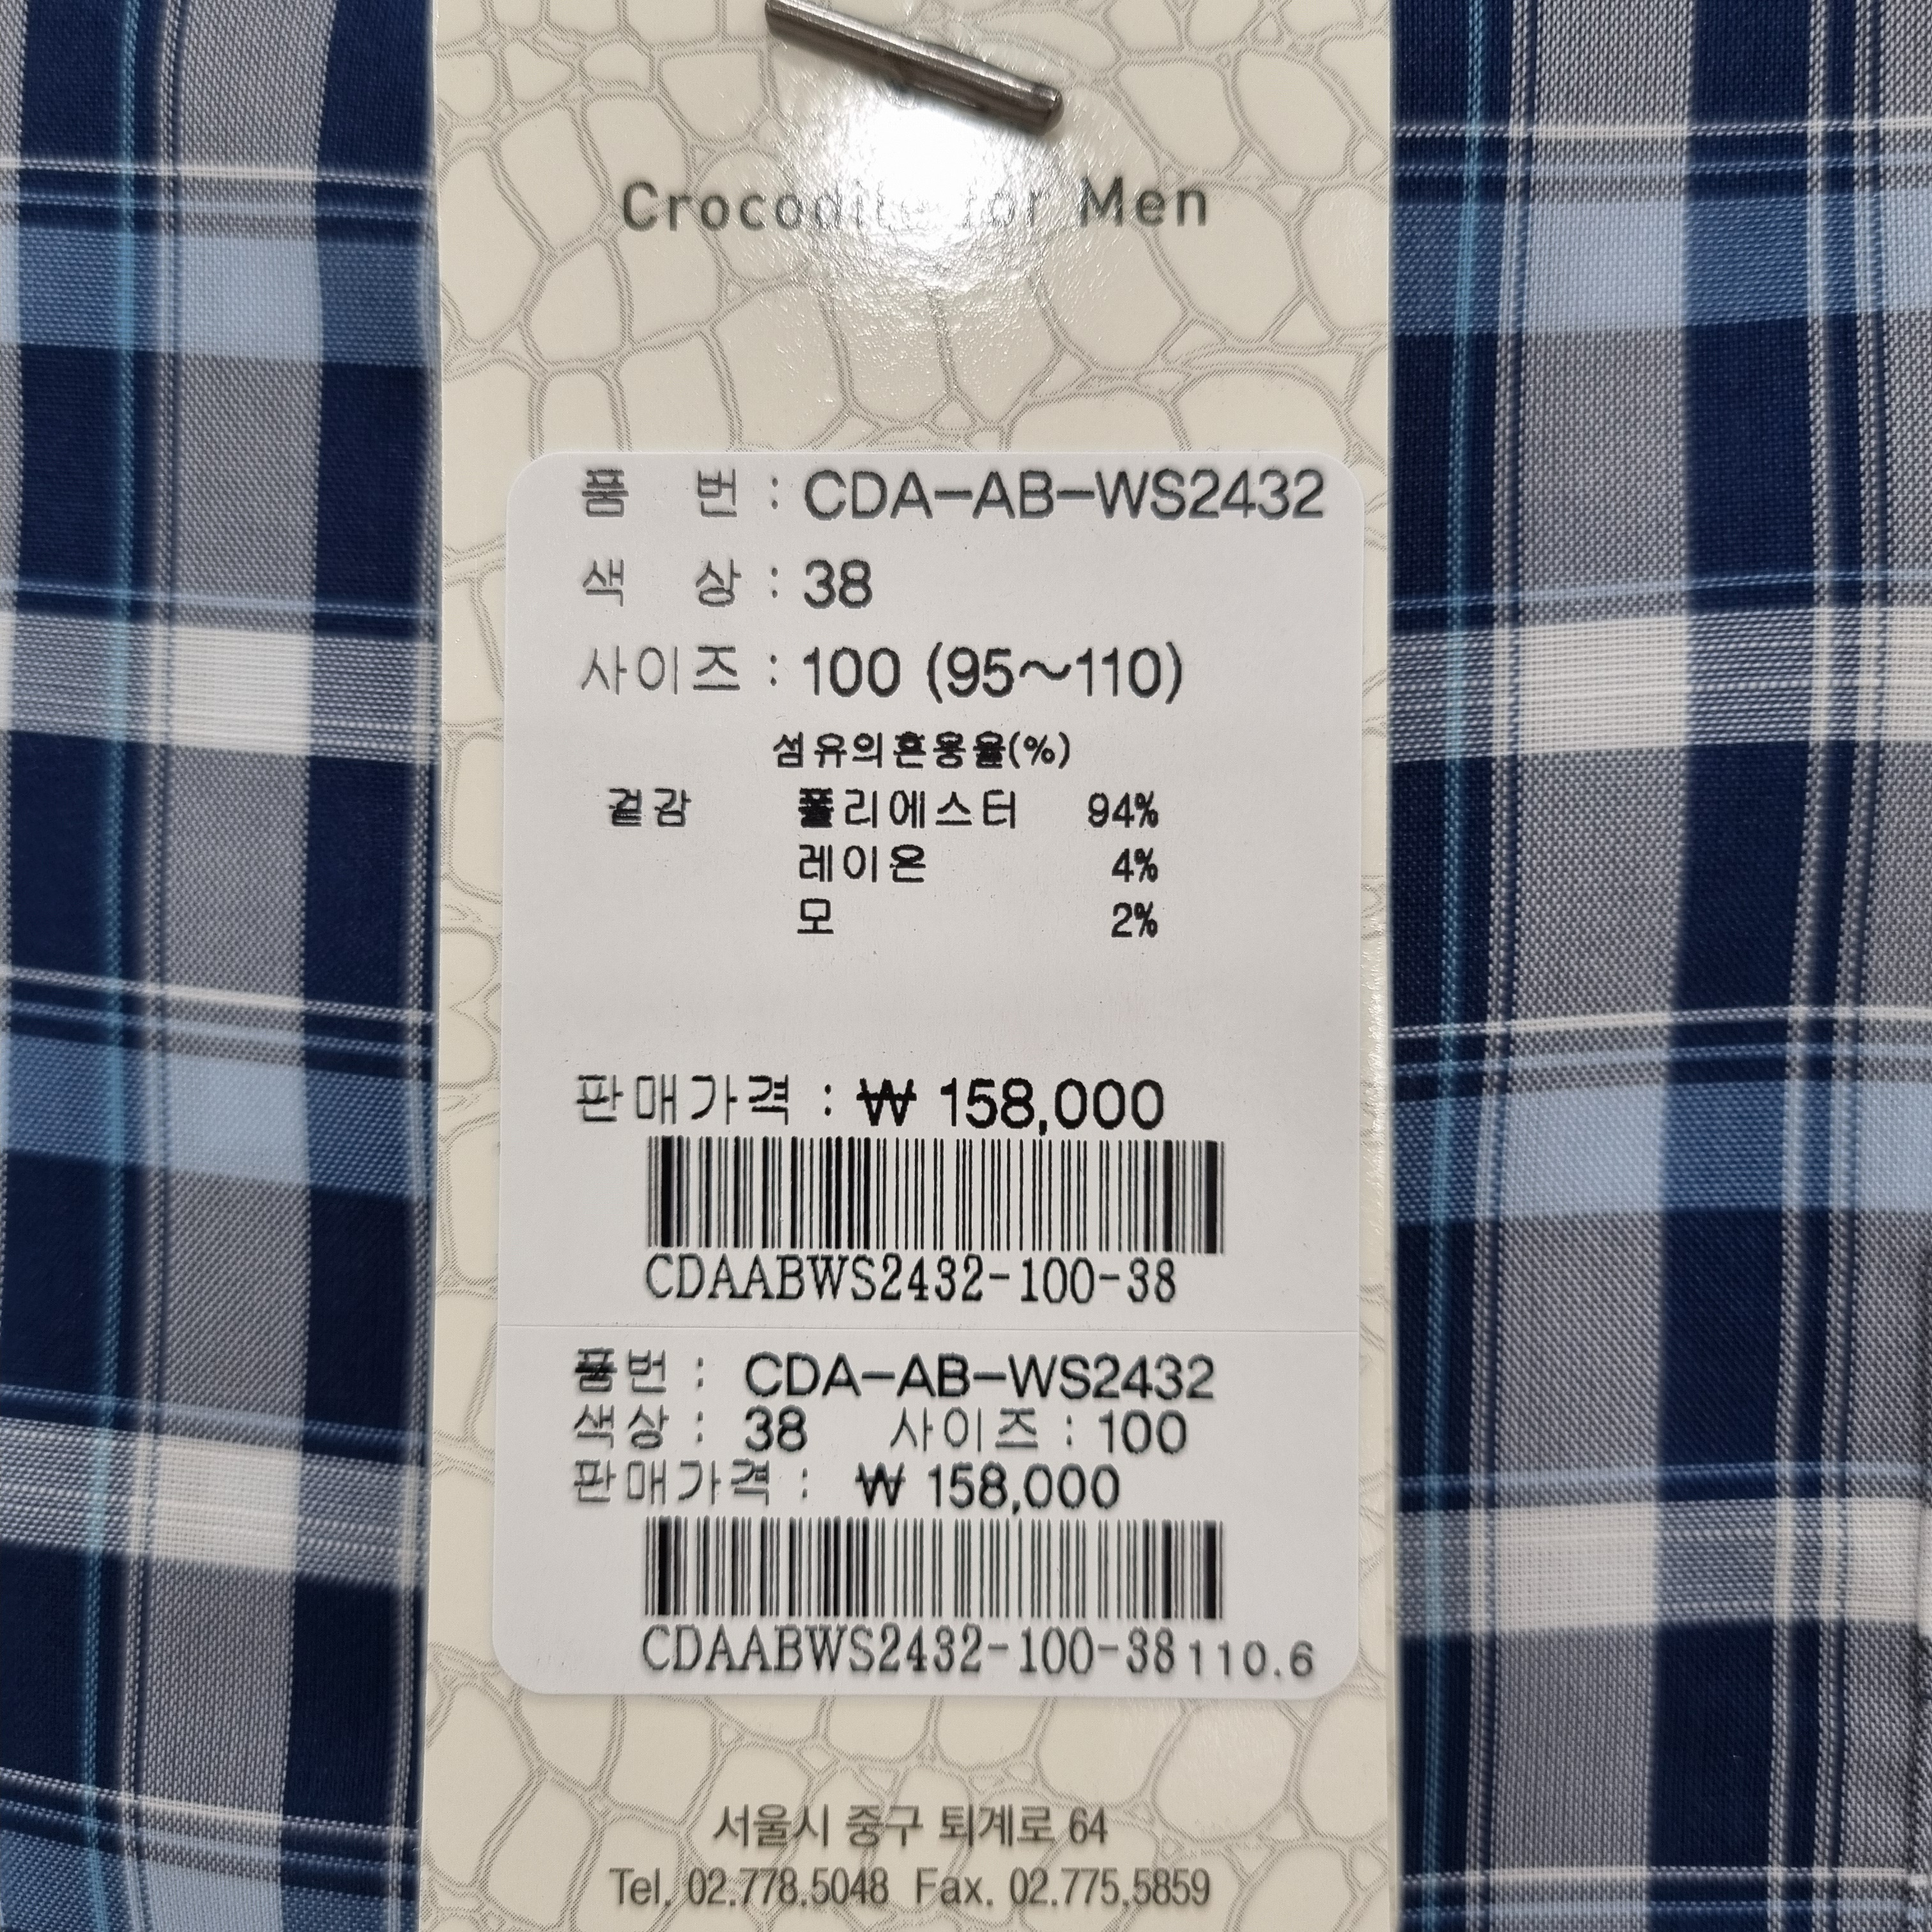 Crocodile for Men
품 번 : CDA-AB-WS2432
색 상 : 38
사이즈 : 100 (95~110)
섬유의혼용율(%)
겉감 폴리에스터 94%
레이온 4%
모 2%
판매가격 : ₩ 158,000
CDAABWS2432-100-38
품번 : CDA-AB-WS2432
색상 : 38 사이즈 : 100
판매가격 : ₩ 158,000
CDAABWS2432-100-38 110.6
서울시 중구 퇴계로 64
Tel. 02.778.5048 Fax. 02.775.5859